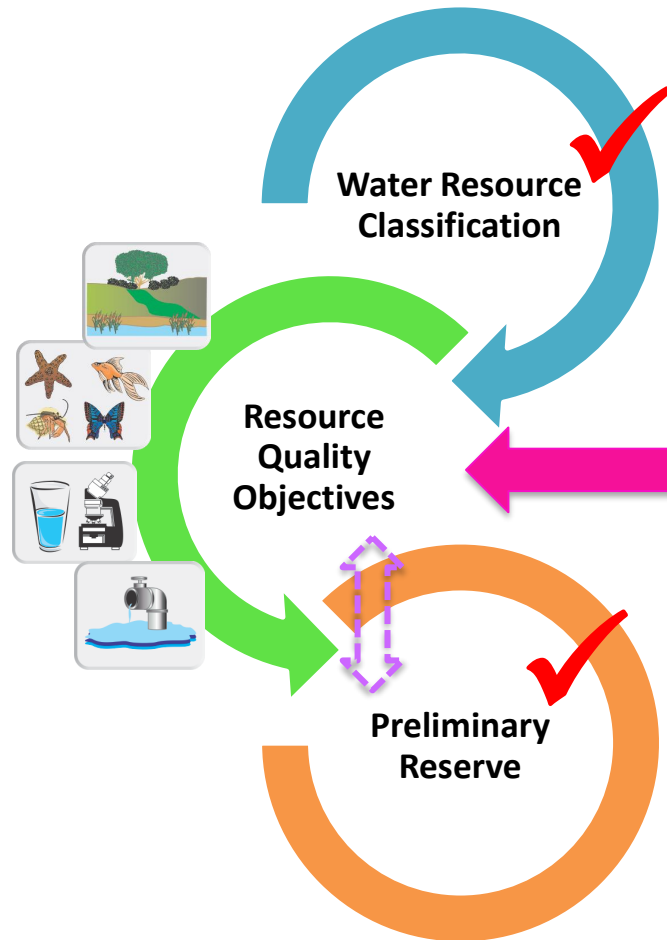 Water Resource
Classification
Resource
Quality
Objectives
Preliminary
Reserve